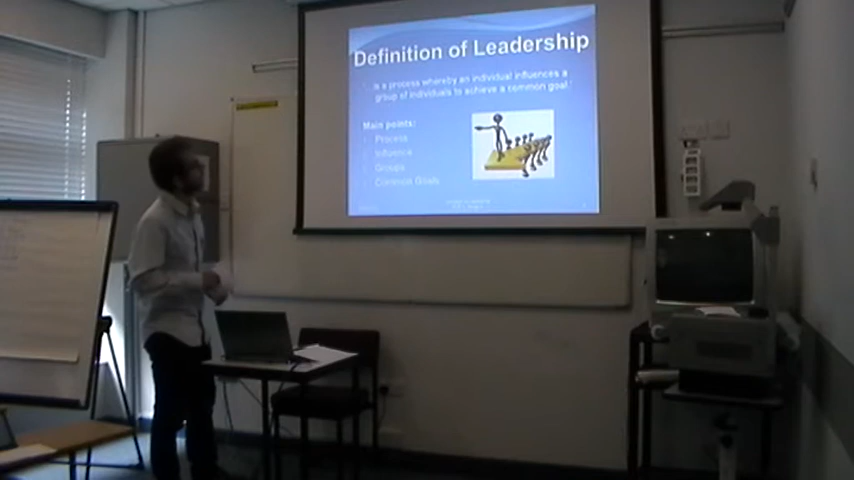 Definition of Leadership
is a process whereby an individual influences a
group of individuals to achieve a common goal.'
Main points:
Process
Influence
Groups
Common Goals